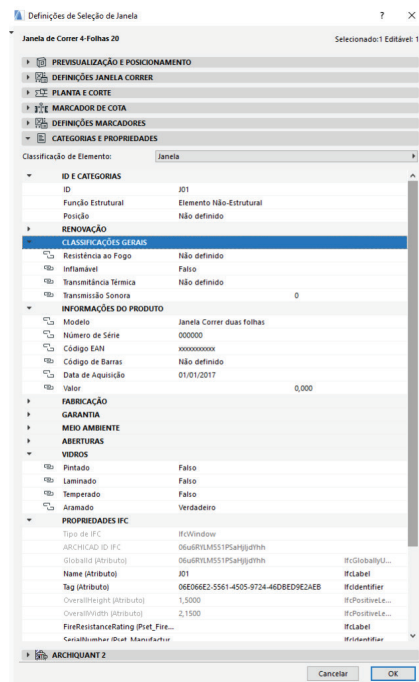 Definições de Seleção de Janela ? ×
Janela de Correr 4-Folhas 20 Selecionado:1 Editável: 1
PREVISUALIZAÇÃO E POSICIONAMENTO
DEFINIÇÕES JANELA CORRER
PLANTA E CORTE
MARCADOR DE COTA
DEFINIÇÕES MARCADORES
CATEGORIAS E PROPRIEDADES
Classificação de Elemento: Janela
ID E CATEGORIAS
ID J01
Função Estrutural Elemento Não-Estrutural
Posição Não definido
RENOVAÇÃO
CLASSIFICAÇÕES GERAIS
Resistência ao Fogo Não definido
Inflamável Falso
Transmitância Térmica Não definido
Transmissão Sonora 0
INFORMAÇÕES DO PRODUTO
Modelo Janela Correr duas folhas
Número de Série 000000
Código EAN xxxxxxxxxxx
Código de Barras Não definido
Data de Aquisição 01/01/2017
Valor 0,000
FABRICAÇÃO
GARANTIA
MEIO AMBIENTE
ABERTURAS
VIDROS
Pintado Falso
Laminado Falso
Temperado Falso
Aramado Verdadeiro
PROPRIEDADES IFC
Tipo de IFC IfcWindow
ARCHICAD ID IFC
GlobalId (Atributo) IfcGloballyU...
Name (Atributo) J01 IfcLabel
Tag (Atributo) 06E066E2-5561-4505-9724-46DBED9E2AEB IfcIdentifier
OverallHeight (Atributo) 1,5000 IfcPositiveLe...
OverallWidth (Atributo) 2,1500 IfcPositiveLe...
FireResistanceRating (Pset_Fire... IfcLabel
SerialNumber (Pset_Manufactur... IfcIdentifier
ARCHIQUANT 2
Cancelar OK